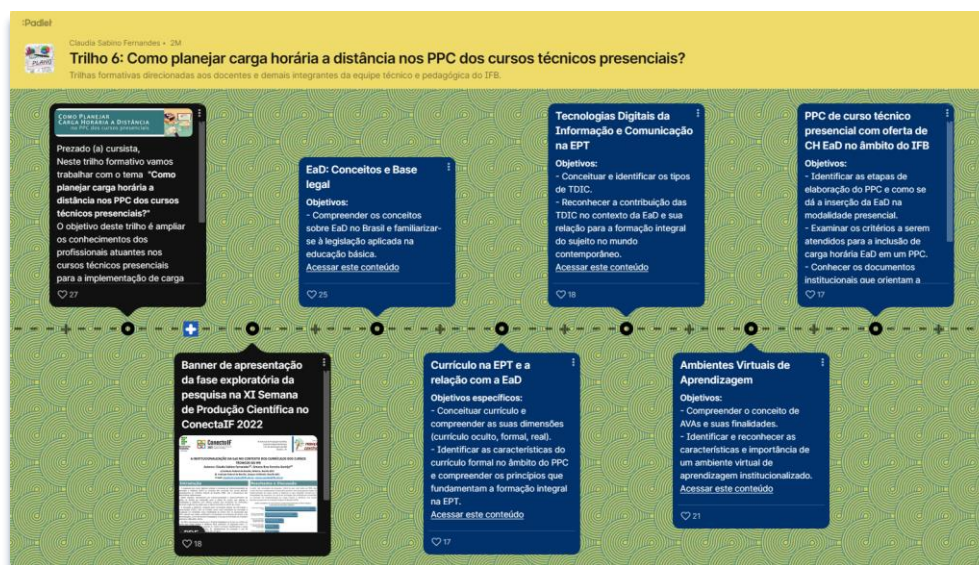 :Padlet
Claudia Sabino Fernandes • 2M
Trilho 6: Como planejar carga horária a distância nos PPC dos cursos técnicos presenciais?
Trilhas formativas direcionadas aos docentes e demais integrantes da equipe técnico e pedagógica do IFB.
COMO PLANEJAR
CARGA HORÁRIA A DISTÂNCIA
no PPC dos cursos presenciais
Prezado (a) cursista,
Neste trilho formativo vamos
trabalhar com o tema "Como
planejar carga horária a
distância nos PPC dos cursos
técnicos presenciais?"
O objetivo deste trilho é ampliar
os conhecimentos dos
profissionais atuantes nos
cursos técnicos presenciais
para a implementação de carga
27
Banner de apresentação
da fase exploratória da
pesquisa na XI Semana
de Produção Científica no
ConectaIF 2022
ConectaIF
18
EaD: Conceitos e Base
legal
Objetivos:
- Compreender os conceitos
sobre EaD no Brasil e familiarizar-
se à legislação aplicada na
educação básica.
Acessar este conteúdo
25
Currículo na EPT e a
relação com a EaD
Objetivos específicos:
- Conceituar currículo e
compreender as suas dimensões
(currículo oculto, formal, real).
- Identificar as características do
currículo formal no âmbito do PPC
e compreender os princípios que
fundamentam a formação integral
na EPT.
Acessar este conteúdo
17
Tecnologias Digitais da
Informação e Comunicação
na EPT
Objetivos:
- Conceituar e identificar os tipos
de TDIC.
- Reconhecer a contribuição das
TDIC no contexto da EaD e sua
relação para a formação integral
do sujeito no mundo
contemporâneo.
Acessar este conteúdo
18
Ambientes Virtuais de
Aprendizagem
Objetivos:
- Compreender o conceito de
AVAs e suas finalidades.
- Identificar e reconhecer as
características e importância de
um ambiente virtual de
aprendizagem institucionalizado.
Acessar este conteúdo
21
PPC de curso técnico
presencial com oferta de
CH EaD no âmbito do IFB
Objetivos:
- Identificar as etapas de
elaboração do PPC e como se
dá a inserção da EaD na
modalidade presencial.
- Examinar os critérios a serem
atendidos para a inclusão de
carga horária EaD em um PPC.
- Conhecer os documentos
institucionais que orientam a
17